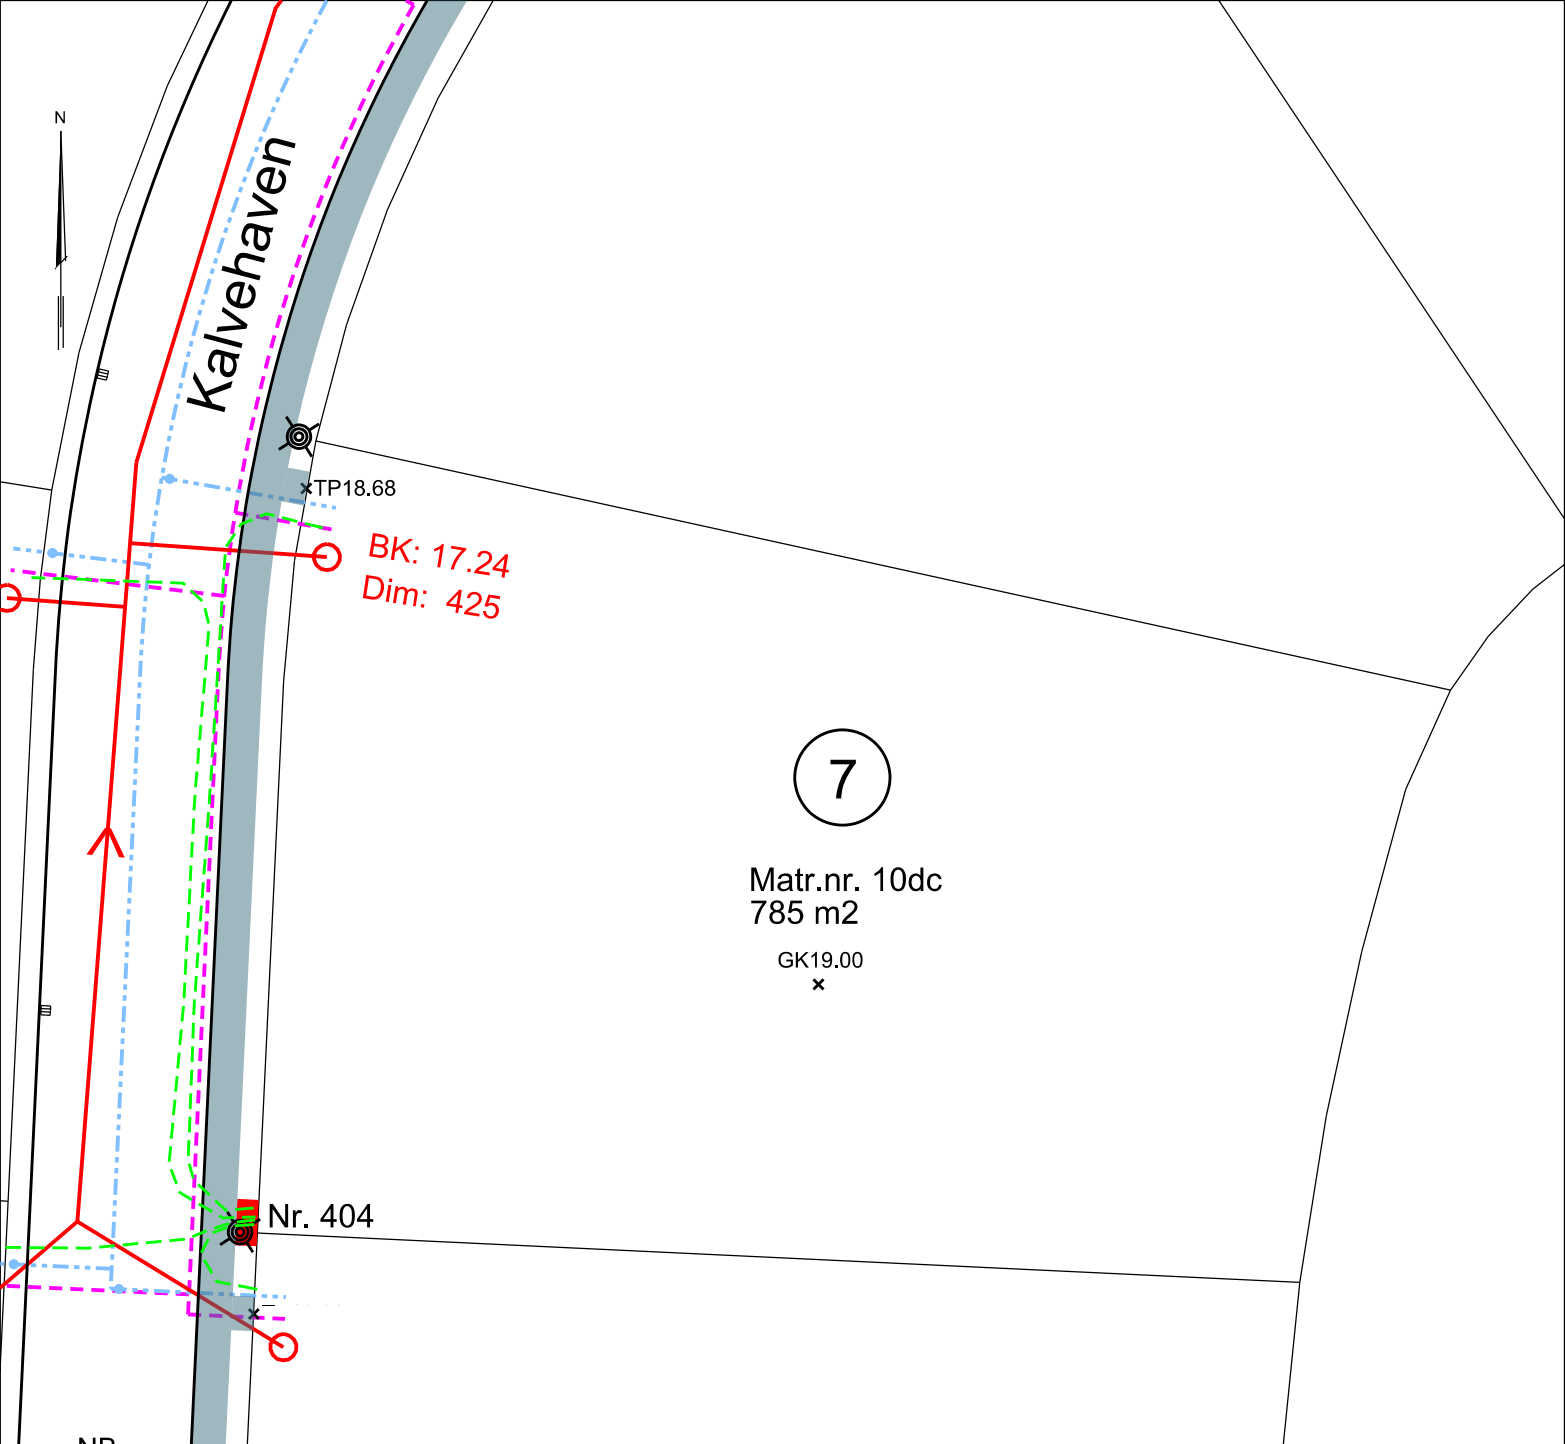 N
Kalvehaven
TP18.68
BK: 17.24
Dim: 425
7
Matr.nr. 10dc
785 m2
GK19.00
Nr. 404